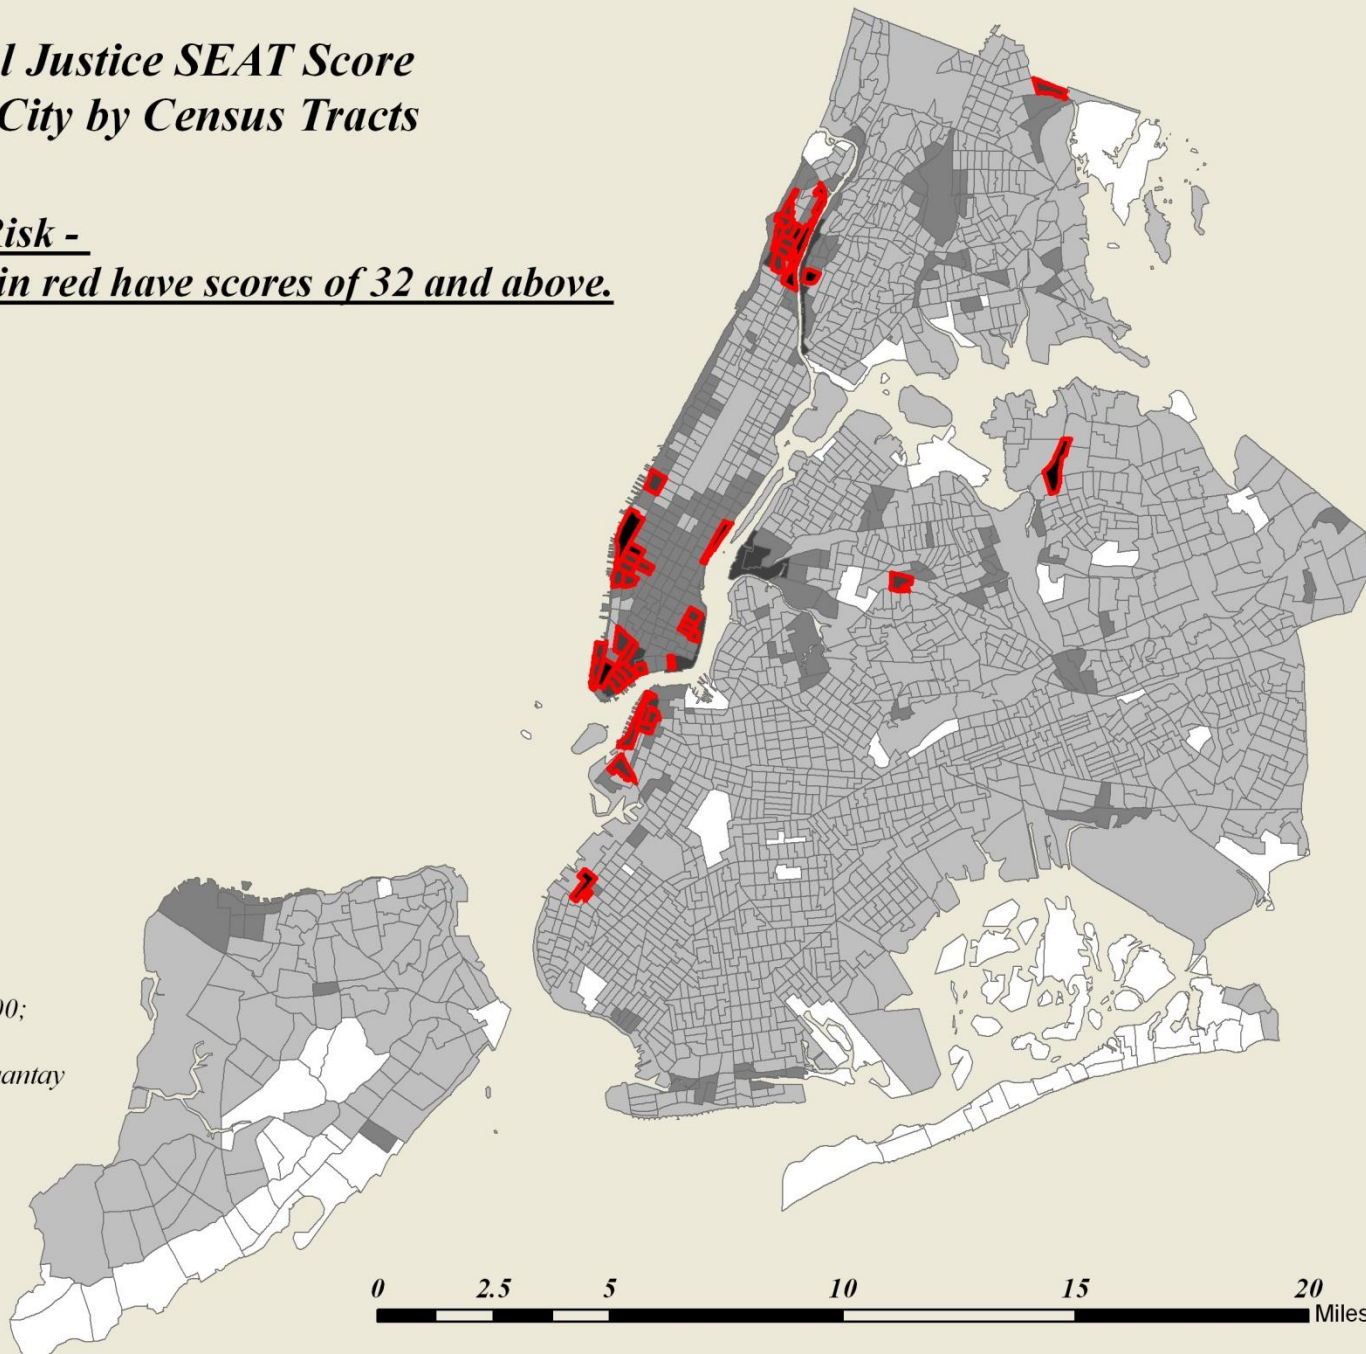 l Justice SEAT Score
City by Census Tracts
Risk -
in red have scores of 32 and above.
00;
antay
0 2.5 5 10 15 20
Miles